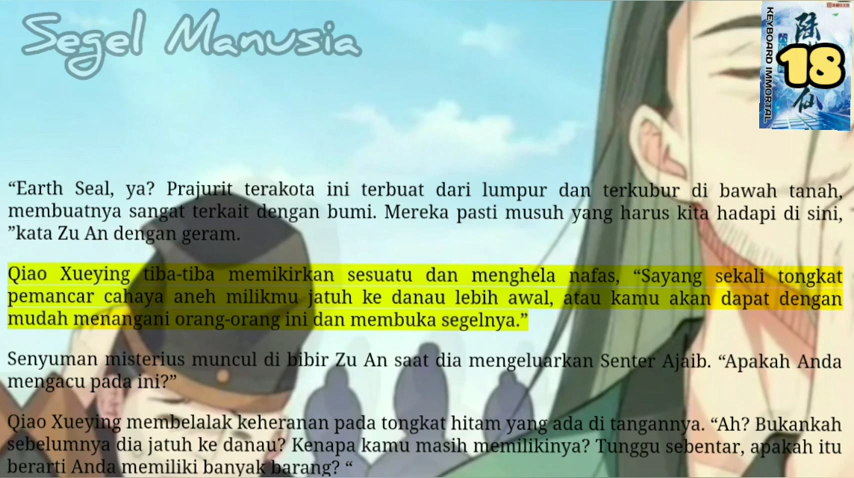 Segel Manusia
KEYBOARD IMMORTAL
陆
仙
18
“Earth Seal, ya? Prajurit terakota ini terbuat dari lumpur dan terkubur di bawah tanah,
membuatnya sangat terkait dengan bumi. Mereka pasti musuh yang harus kita hadapi di sini,
”kata Zu An dengan geram.
Qiao Xueying tiba-tiba memikirkan sesuatu dan menghela nafas, “Sayang sekali tongkat
pemancar cahaya aneh milikmu jatuh ke danau lebih awal, atau kamu akan dapat dengan
mudah menangani orang-orang ini dan membuka segelnya.”
Senyuman misterius muncul di bibir Zu An saat dia mengeluarkan Senter Ajaib. “Apakah Anda
mengacu pada ini?”
Qiao Xueying membelalak keheranan pada tongkat hitam yang ada di tangannya. “Ah? Bukankah
sebelumnya dia jatuh ke danau? Kenapa kamu masih memilikinya? Tunggu sebentar, apakah itu
berarti Anda memiliki banyak barang? “